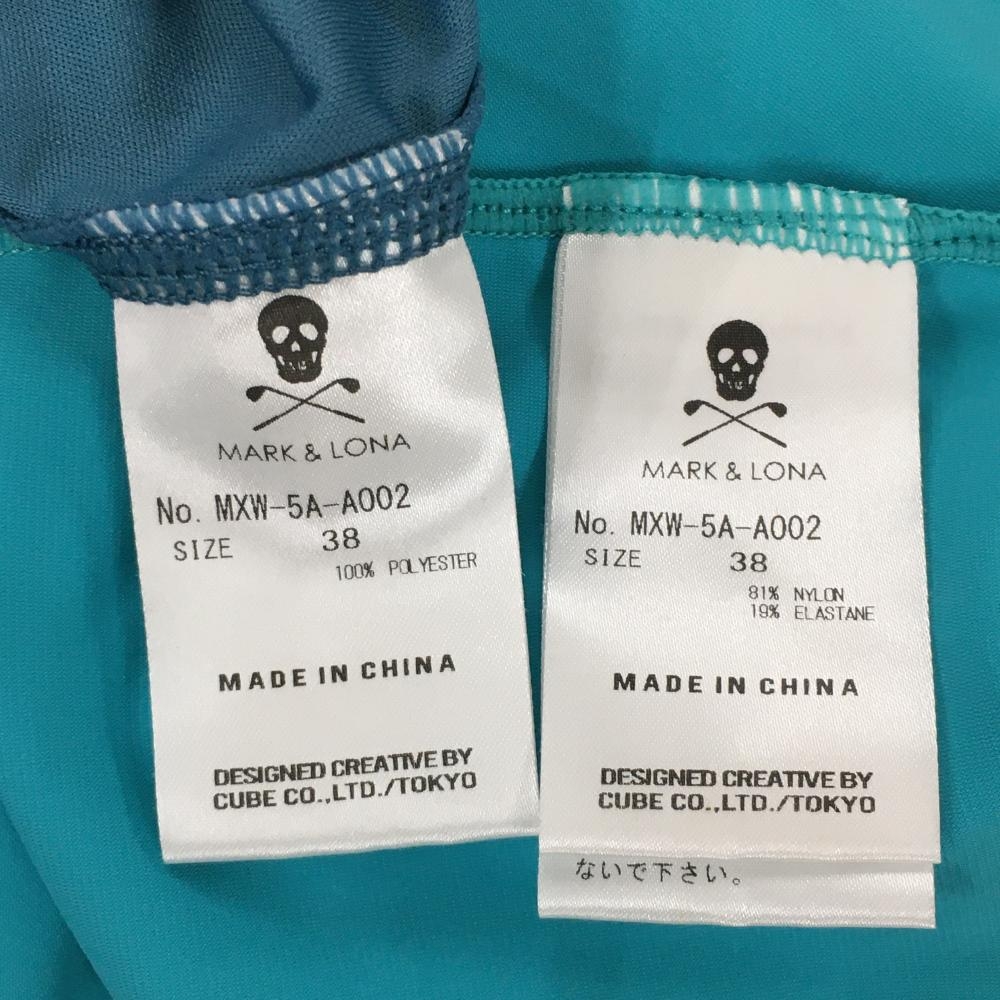 MARK & LONA
No. MXW-5A-A002
SIZE 38
100% POLYESTER
MADE IN CHINA
DESIGNED CREATIVE BY
CUBE CO.,LTD./TOKYO
MARK & LONA
No. MXW-5A-A002
SIZE 38
81% NYLON
19% ELASTANE
MADE IN CHINA
DESIGNED CREATIVE BY
CUBE CO.,LTD./TOKYO
ないで下さい。